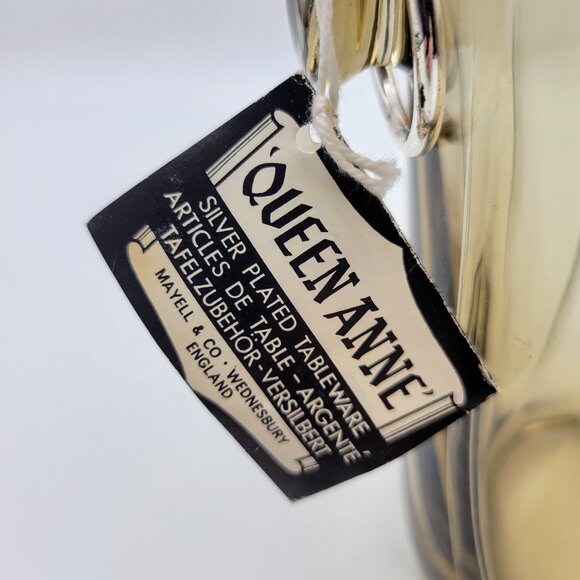 'QUEEN ANNE'
SILVER PLATED TABLEWARE
ARTICLES DE TABLE - ARGENTÉ
TAFELZUBEHÖR-VERSILBERT
MAYELL & CO · WEDNESBURY
ENGLAND